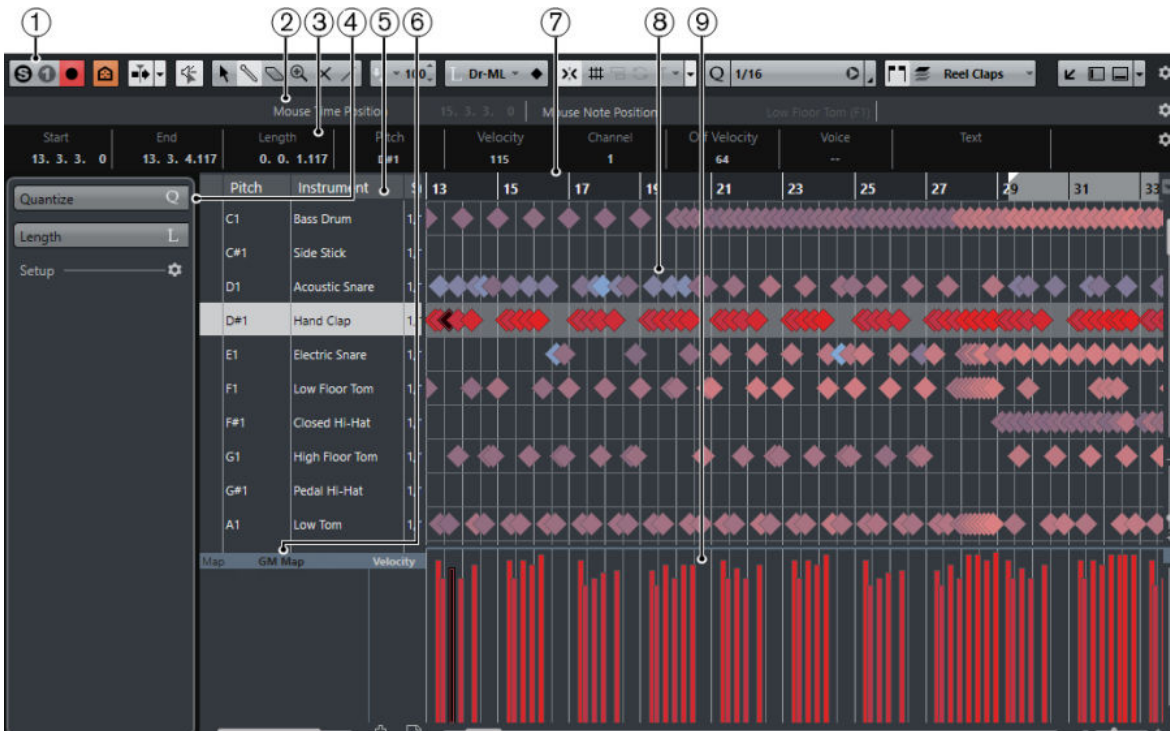 1 2 3 4 5 6 7 8 9
S 1 100 Dr-ML Q 1/16 Reel Claps
Mouse Time Position 15. 3. 3. 0 Mouse Note Position Low Floor Tom (F1)
Start End Length Pitch Velocity Channel Off Velocity Voice Text
13. 3. 3. 0 13. 3. 4.117 0. 0. 1.117 D#1 115 1 64 --
Pitch Instrument 13 15 17 19 21 23 25 27 29 31 33
Quantize Q
C1 Bass Drum
Length L
C#1 Side Stick
Setup
D1 Acoustic Snare
D#1 Hand Clap
E1 Electric Snare
F1 Low Floor Tom
F#1 Closed Hi-Hat
G1 High Floor Tom
G#1 Pedal Hi-Hat
A1 Low Tom
Map GM Map Velocity